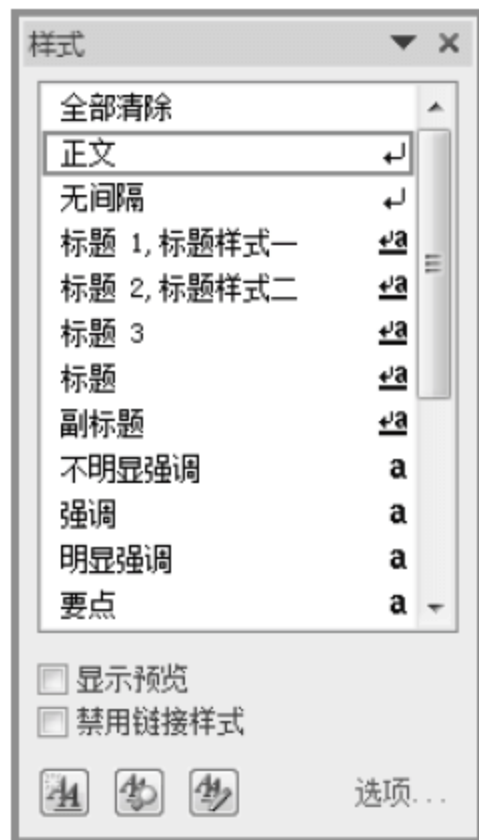 样式
全部清除
正文
无间隔
标题 1,标题样式一
标题 2,标题样式二
标题 3
标题
副标题
不明显强调
强调
明显强调
要点
显示预览
禁用链接样式
选项...